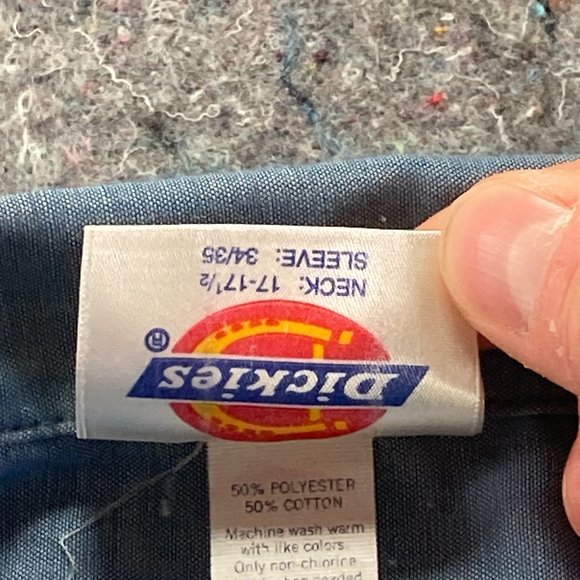 Dickies®
NECK: 17-17½
SLEEVE: 34/35
50% POLYESTER
50% COTTON
Machine wash warm
with like colors.
Only non-chlorine